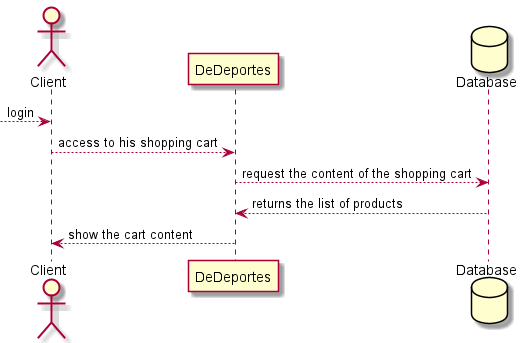 Client
DeDeportes
Database
login
access to his shopping cart
request the content of the shopping cart
returns the list of products
show the cart content
Client
DeDeportes
Database